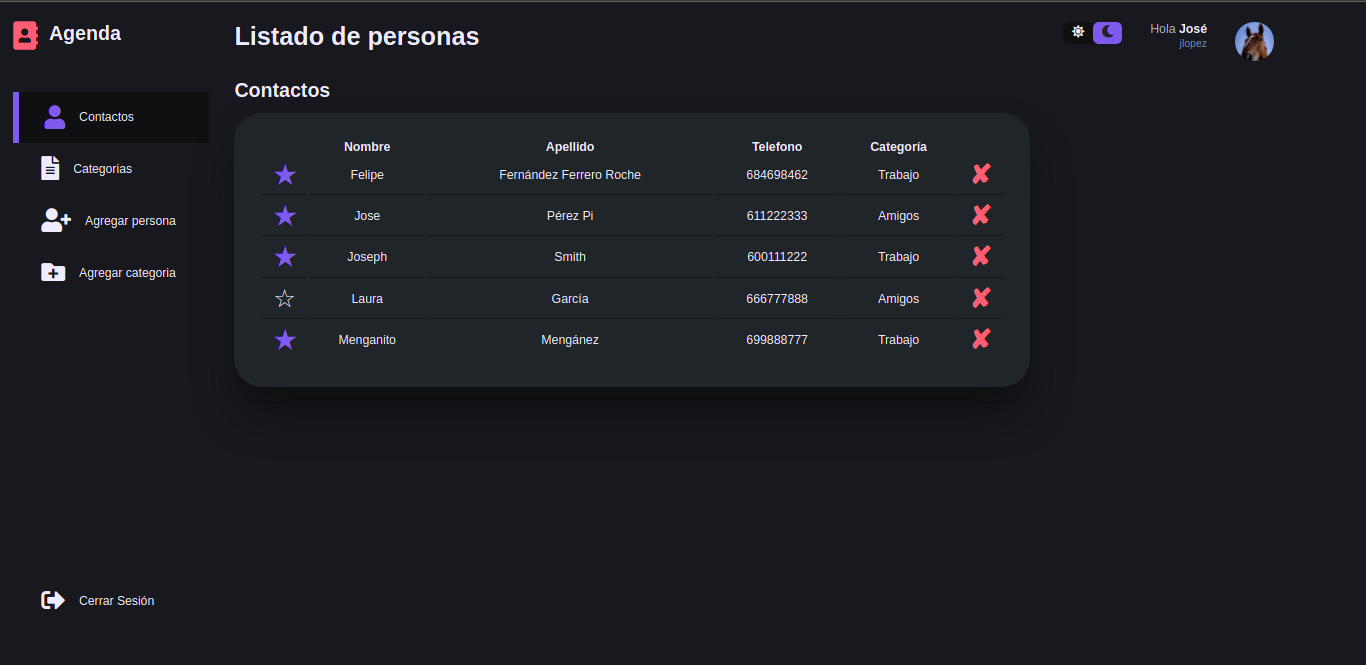 Agenda
Contactos
Categorias
Agregar persona
Agregar categoria
Cerrar Sesión
Listado de personas
Hola José
jlopez
Contactos
Nombre Apellido Telefono Categoría
Felipe Fernández Ferrero Roche 684698462 Trabajo
Jose Pérez Pi 611222333 Amigos
Joseph Smith 600111222 Trabajo
Laura García 666777888 Amigos
Menganito Mengánez 699888777 Trabajo